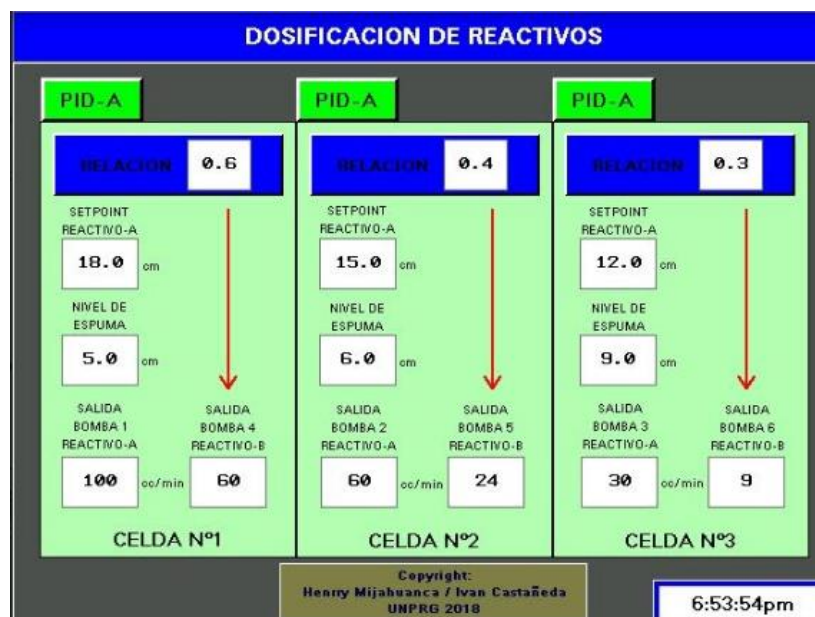 DOSIFICACION DE REACTIVOS
PID-A
RELACION 0.6
SETPOINT
REACTIVO-A
18.0 cm
NIVEL DE
ESPUMA
5.0 cm
SALIDA
BOMBA 1
REACTIVO-A
100 cc/min
SALIDA
BOMBA 4
REACTIVO-B
60
CELDA Nº1
PID-A
RELACION 0.4
SETPOINT
REACTIVO-A
15.0 cm
NIVEL DE
ESPUMA
6.0 cm
SALIDA
BOMBA 2
REACTIVO-A
60 cc/min
SALIDA
BOMBA 5
REACTIVO-B
24
CELDA Nº2
PID-A
RELACION 0.3
SETPOINT
REACTIVO-A
12.0 cm
NIVEL DE
ESPUMA
9.0 cm
SALIDA
BOMBA 3
REACTIVO-A
30 cc/min
SALIDA
BOMBA 6
REACTIVO-B
9
CELDA Nº3
Copyright:
Henrry Mijahuanca / Ivan Castañeda
UNPRG 2018
6:53:54pm